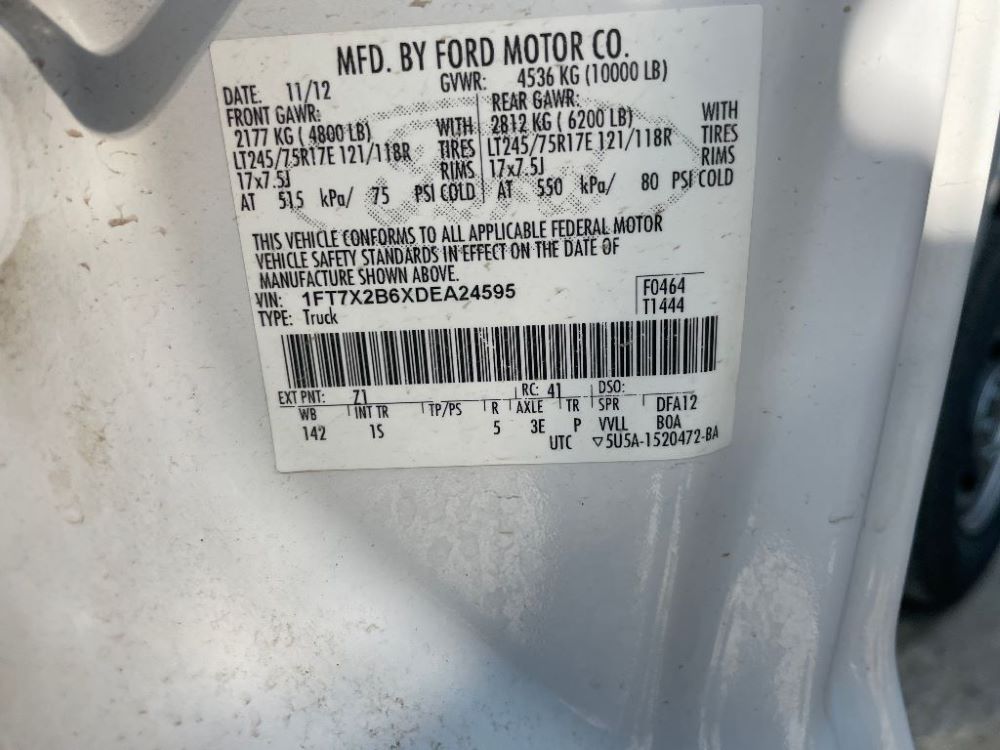 MFD. BY FORD MOTOR CO.
DATE: 11/12 GVWR: 4536 KG (10000 LB)
FRONT GAWR: REAR GAWR:
2177 KG ( 4800 LB) WITH 2812 KG ( 6200 LB) WITH
LT245/75R17E 121/118R TIRES LT245/75R17E 121/118R TIRES
17x7.5J RIMS 17x7.5J RIMS
AT 515 kPa/ 75 PSI COLD AT 550 kPa/ 80 PSI COLD
THIS VEHICLE CONFORMS TO ALL APPLICABLE FEDERAL MOTOR
VEHICLE SAFETY STANDARDS IN EFFECT ON THE DATE OF
MANUFACTURE SHOWN ABOVE.
VIN: 1FT7X2B6XDEA24595 F0464
TYPE: Truck T1444
EXT PNT: Z1 RC: 41 DSO:
WB INT TR TP/PS R AXLE TR SPR DFA12
142 1S 5 3E P VVLL BOA
UTC ▽5U5A-1520472-BA